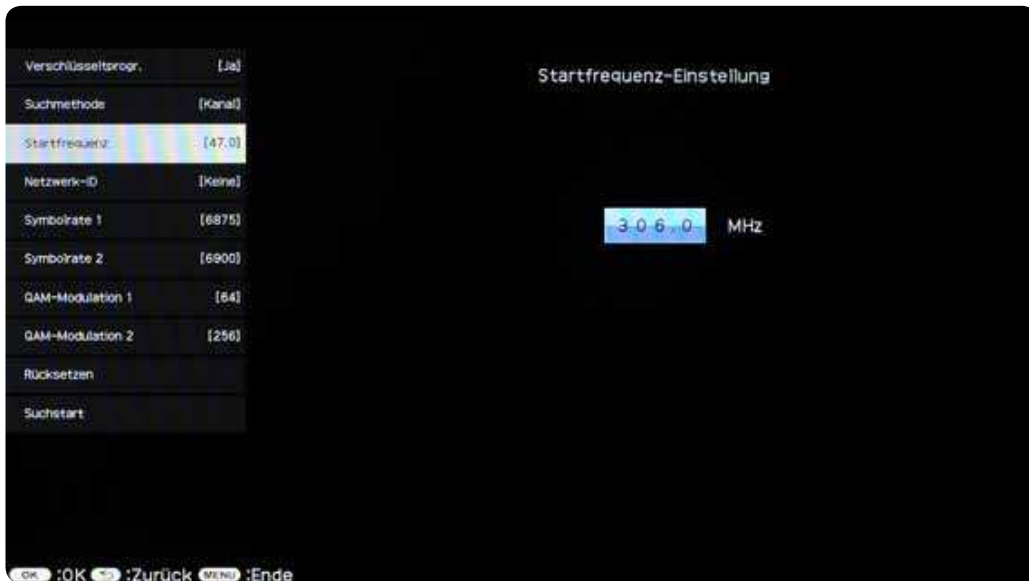 Verschlüsseltprogr. [Ja]
Suchmethode [Kanal]
Startfrequenz [47.0]
Netzwerk-ID [Keine]
Symbolrate 1 [6875]
Symbolrate 2 [6900]
QAM-Modulation 1 [64]
QAM-Modulation 2 [256]
Rücksetzen
Suchstart
Startfrequenz-Einstellung
306.0 MHz
OK :OK :Zurück MENU :Ende